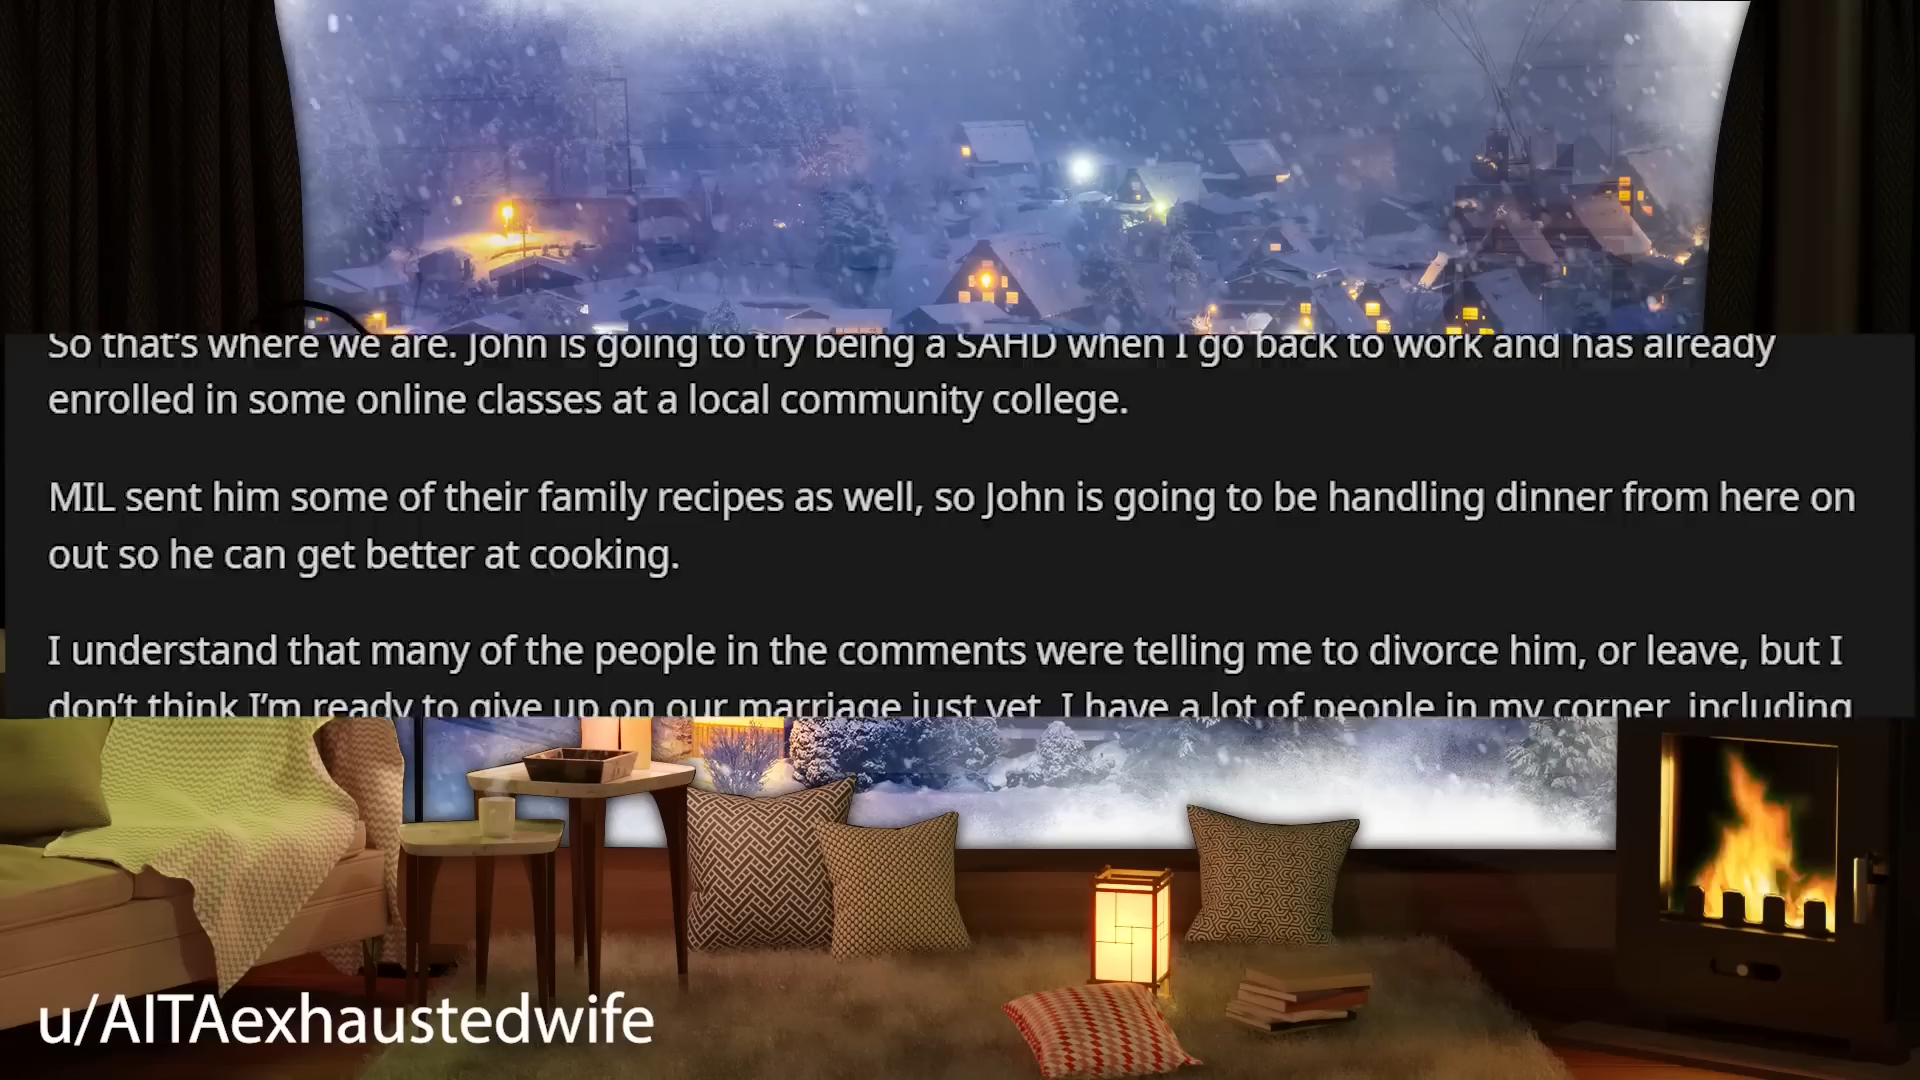 So that's where we are. John is going to try being a SAHD when I go back to work and has already
enrolled in some online classes at a local community college.
MIL sent him some of their family recipes as well, so John is going to be handling dinner from here on
out so he can get better at cooking.
I understand that many of the people in the comments were telling me to divorce him, or leave, but I
don't think I'm ready to give up on our marriage just yet. I have a lot of people in my corner, including
u/AITAexhaustedwife